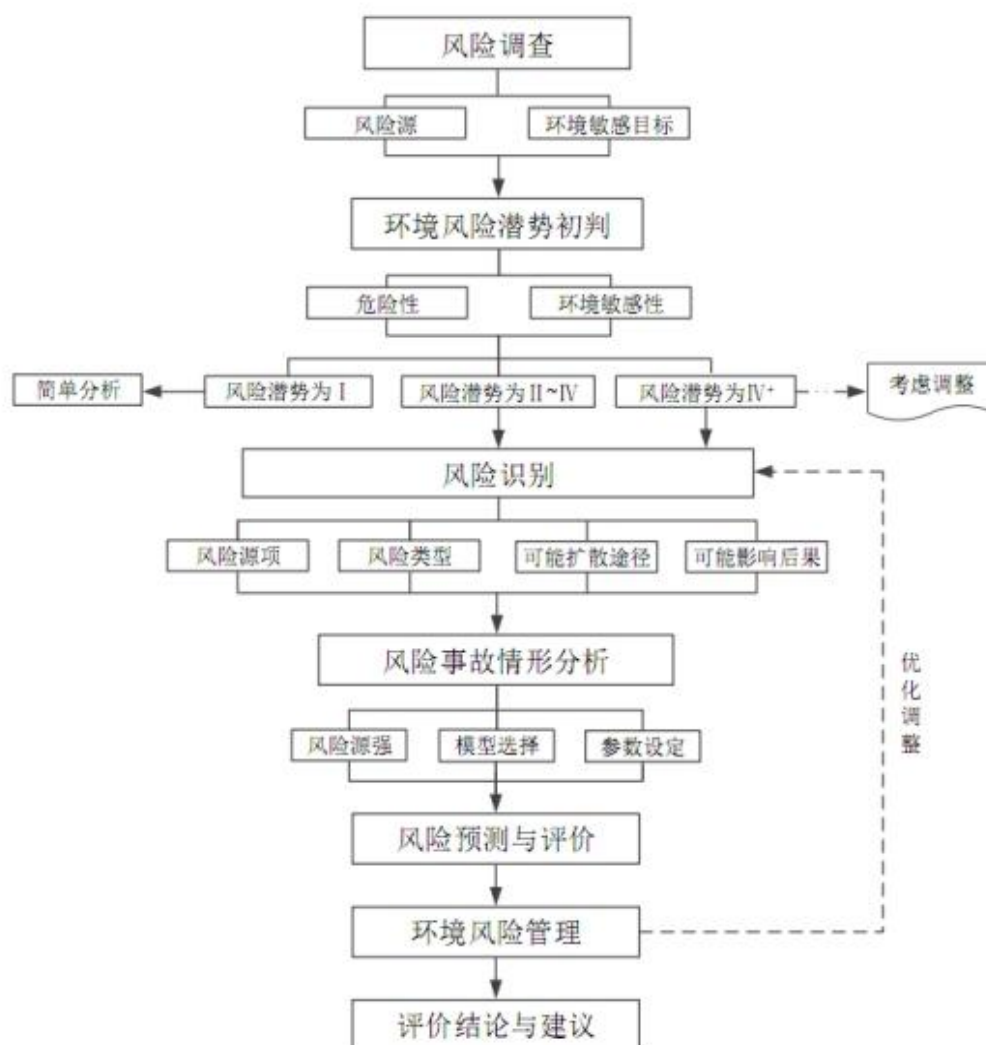 风险调查
风险源
环境敏感目标
环境风险潜势初判
危险性
环境敏感性
简单分析
风险潜势为Ⅰ
风险潜势为Ⅱ~Ⅳ
风险潜势为Ⅳ⁺
考虑调整
风险识别
风险源项
风险类型
可能扩散途径
可能影响后果
风险事故情形分析
风险源强
模型选择
参数设定
优化调整
风险预测与评价
环境风险管理
评价结论与建议